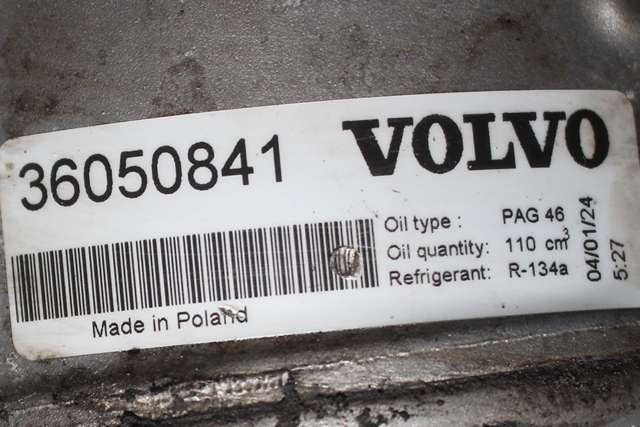 36050841
VOLVO
Oil type : PAG 46
Oil quantity: 110 cm³
Refrigerant: R-134a
04/01/24
5:27
Made in Poland